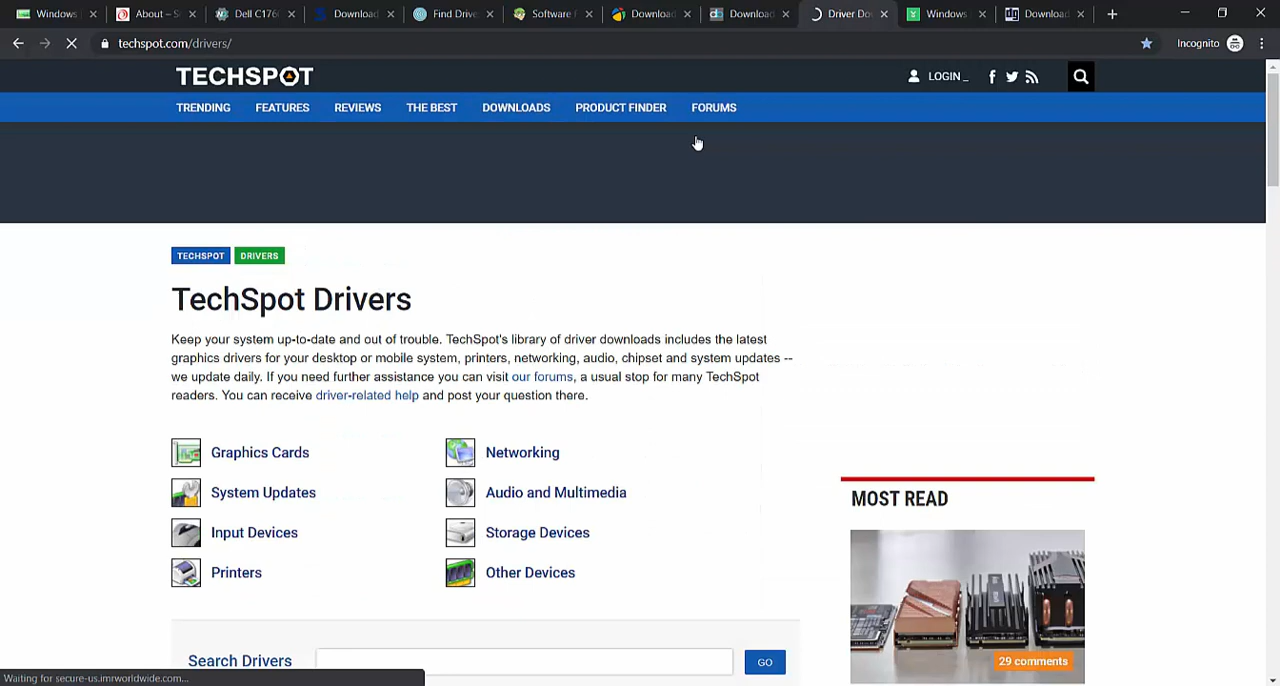 Windows
About – S
Dell C176
Download
Find Drive
Software F
Download
Download
Driver Do
Windows
Download
techspot.com/drivers/
Incognito
TECHSPOT
LOGIN _
TRENDING FEATURES REVIEWS THE BEST DOWNLOADS PRODUCT FINDER FORUMS
TECHSPOT DRIVERS
TechSpot Drivers
Keep your system up-to-date and out of trouble. TechSpot's library of driver downloads includes the latest
graphics drivers for your desktop or mobile system, printers, networking, audio, chipset and system updates --
we update daily. If you need further assistance you can visit our forums, a usual stop for many TechSpot
readers. You can receive driver-related help and post your question there.
Graphics Cards Networking
System Updates Audio and Multimedia
Input Devices Storage Devices
Printers Other Devices
MOST READ
29 comments
Search Drivers GO
Waiting for secure-us.imrworldwide.com...